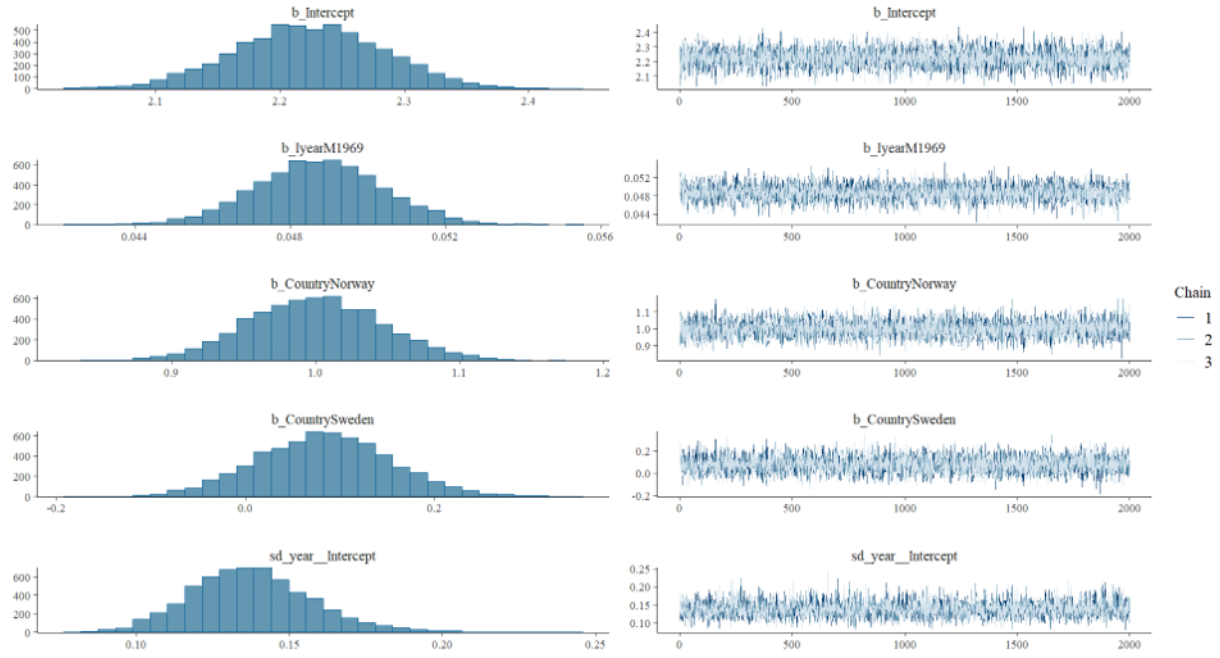 b_Intercept
500
400
300
200
100
0
2.1 2.2 2.3 2.4
b_Intercept
2.4
2.3
2.2
2.1
0 500 1000 1500 2000
b_IyearM1969
600
400
200
0
0.044 0.048 0.052 0.056
b_IyearM1969
0.052
0.048
0.044
0 500 1000 1500 2000
b_CountryNorway
600
400
200
0
0.9 1.0 1.1 1.2
b_CountryNorway
1.1
1.0
0.9
0 500 1000 1500 2000
Chain
1
2
3
b_CountrySweden
600
400
200
0
-0.2 0.0 0.2
b_CountrySweden
0.2
0.0
-0.2
0 500 1000 1500 2000
sd_year__Intercept
600
400
200
0
0.10 0.15 0.20 0.25
sd_year__Intercept
0.25
0.20
0.15
0.10
0 500 1000 1500 2000